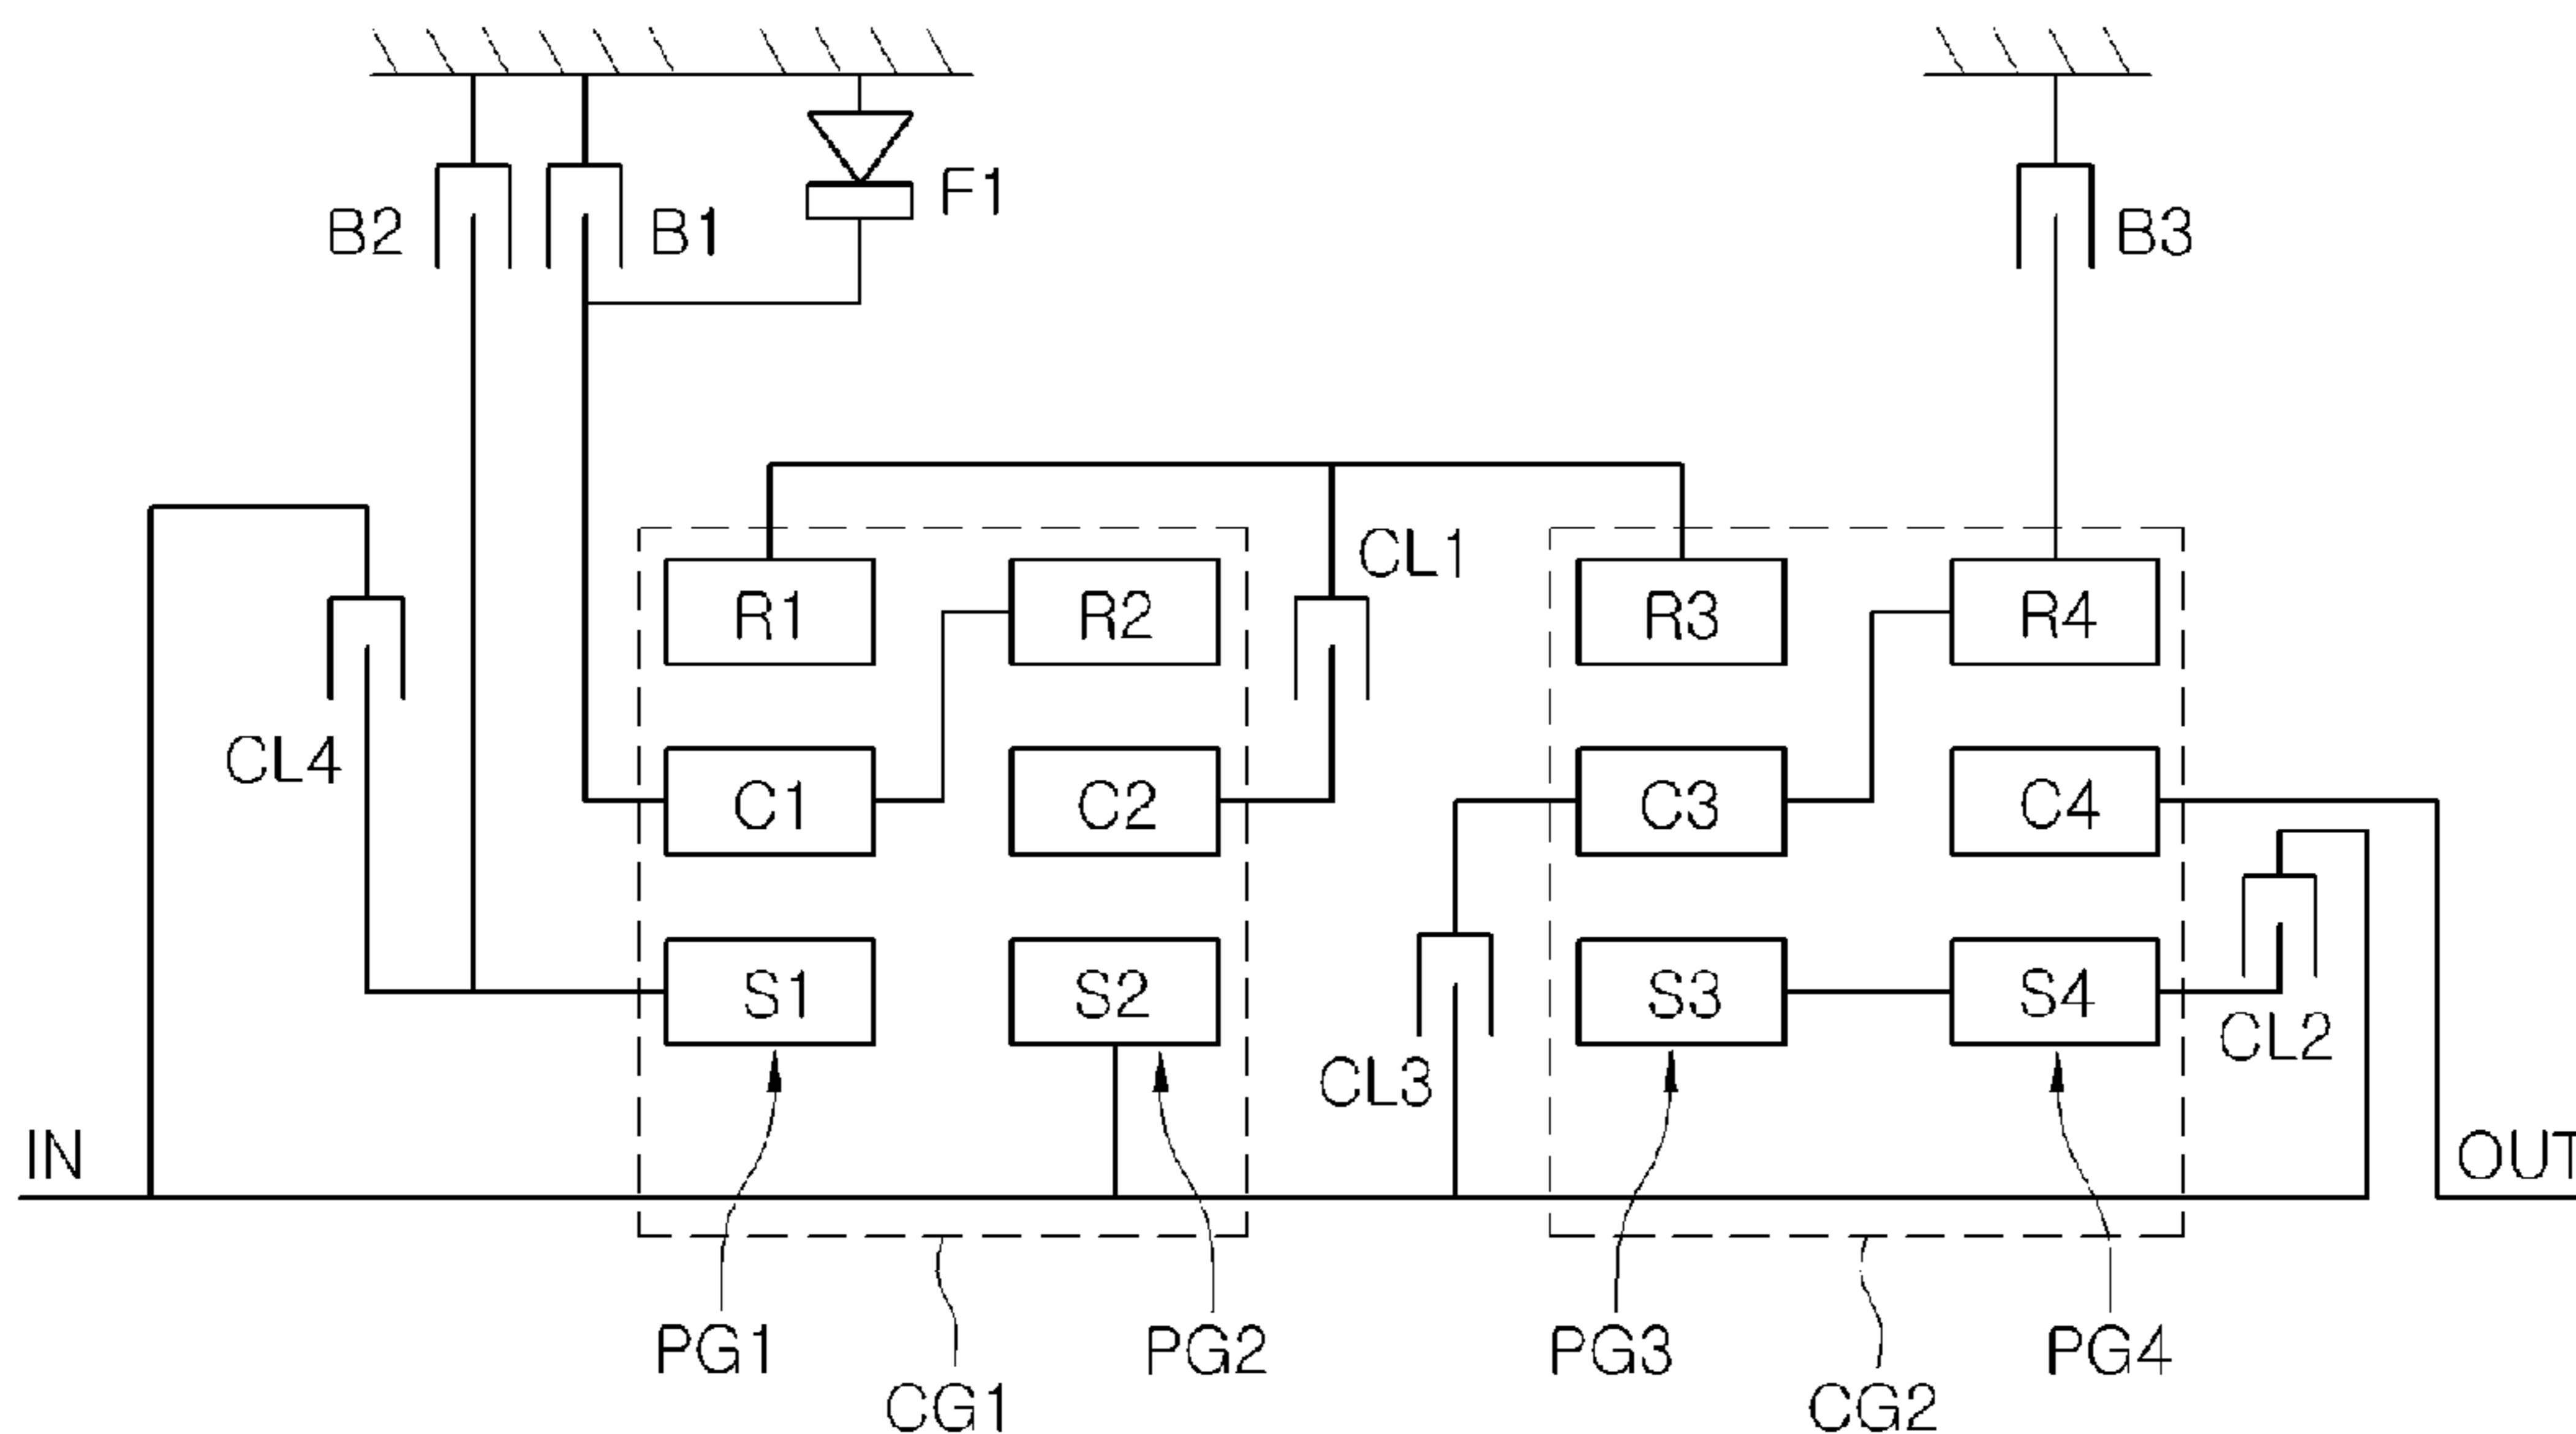 B2
B1
F1
B3
CL1
R1
R2
R3
R4
CL4
C1
C2
C3
C4
S1
S2
S3
S4
CL2
CL3
IN
OUT
PG1
PG2
PG3
PG4
CG1
CG2